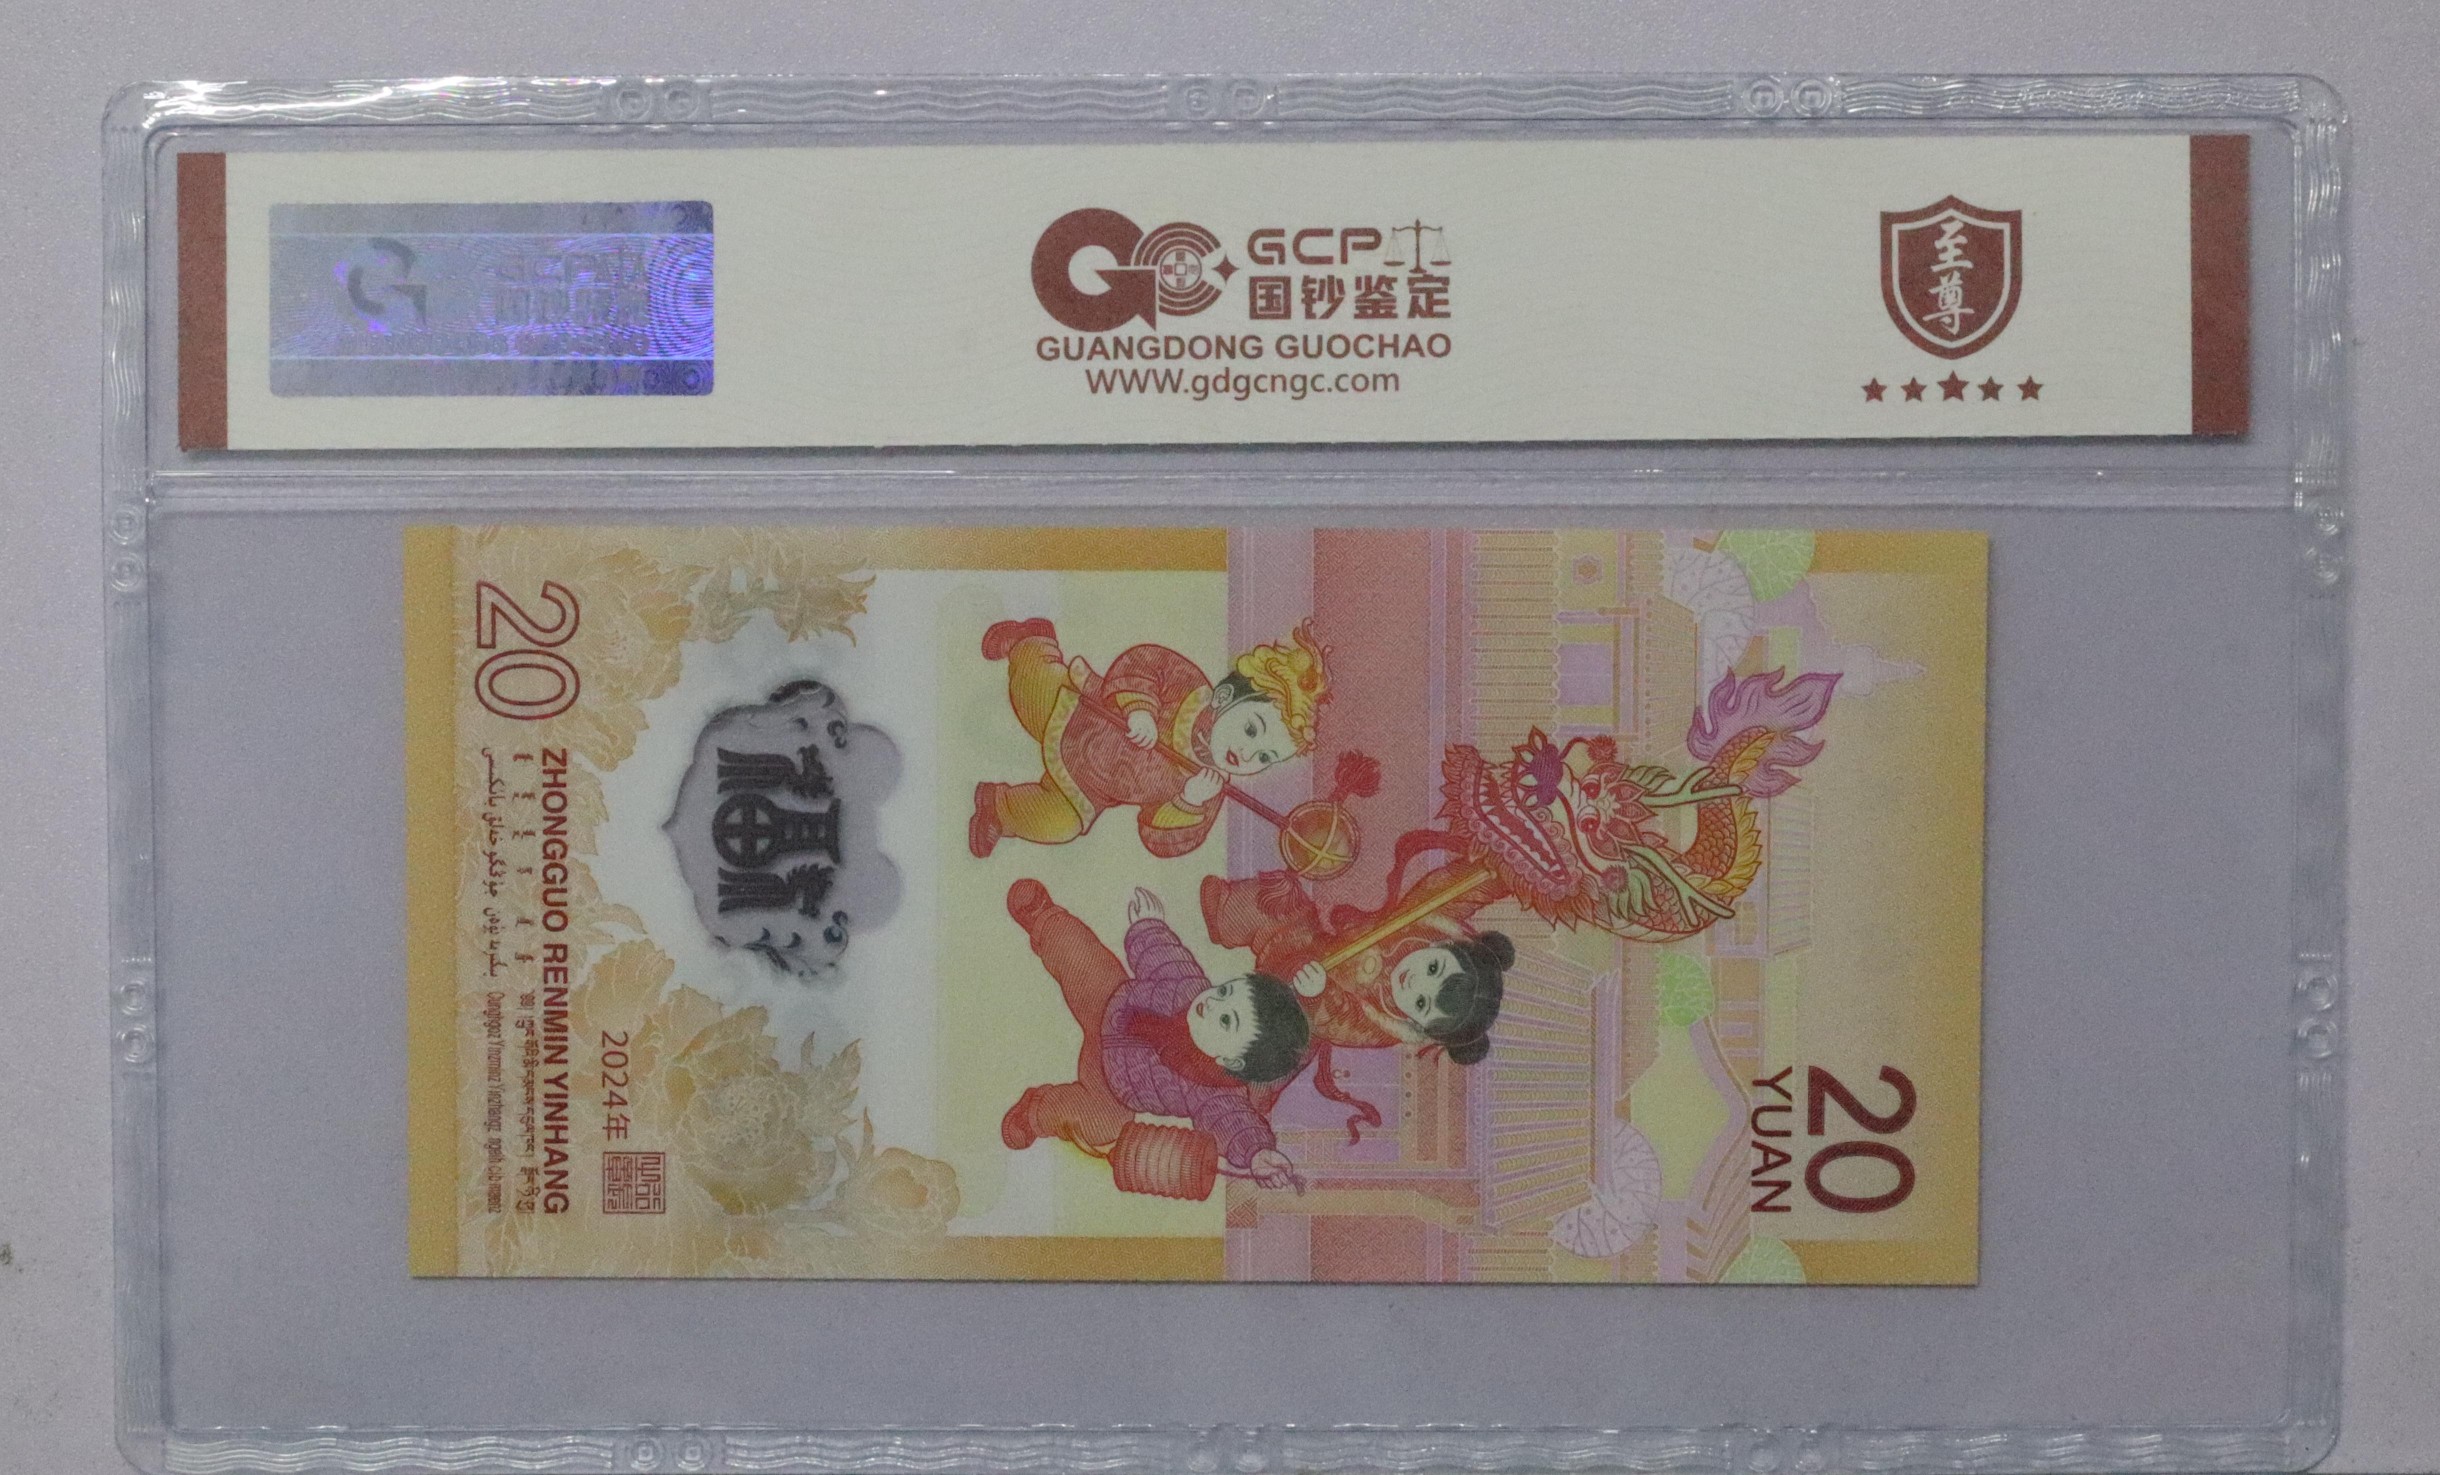 GCP
国钞鉴定
GUANGDONG GUOCHAO
WWW.gdgcngc.com
至尊
20
ZHONGGUO RENMIN YINHANG
2024年
福
20
YUAN